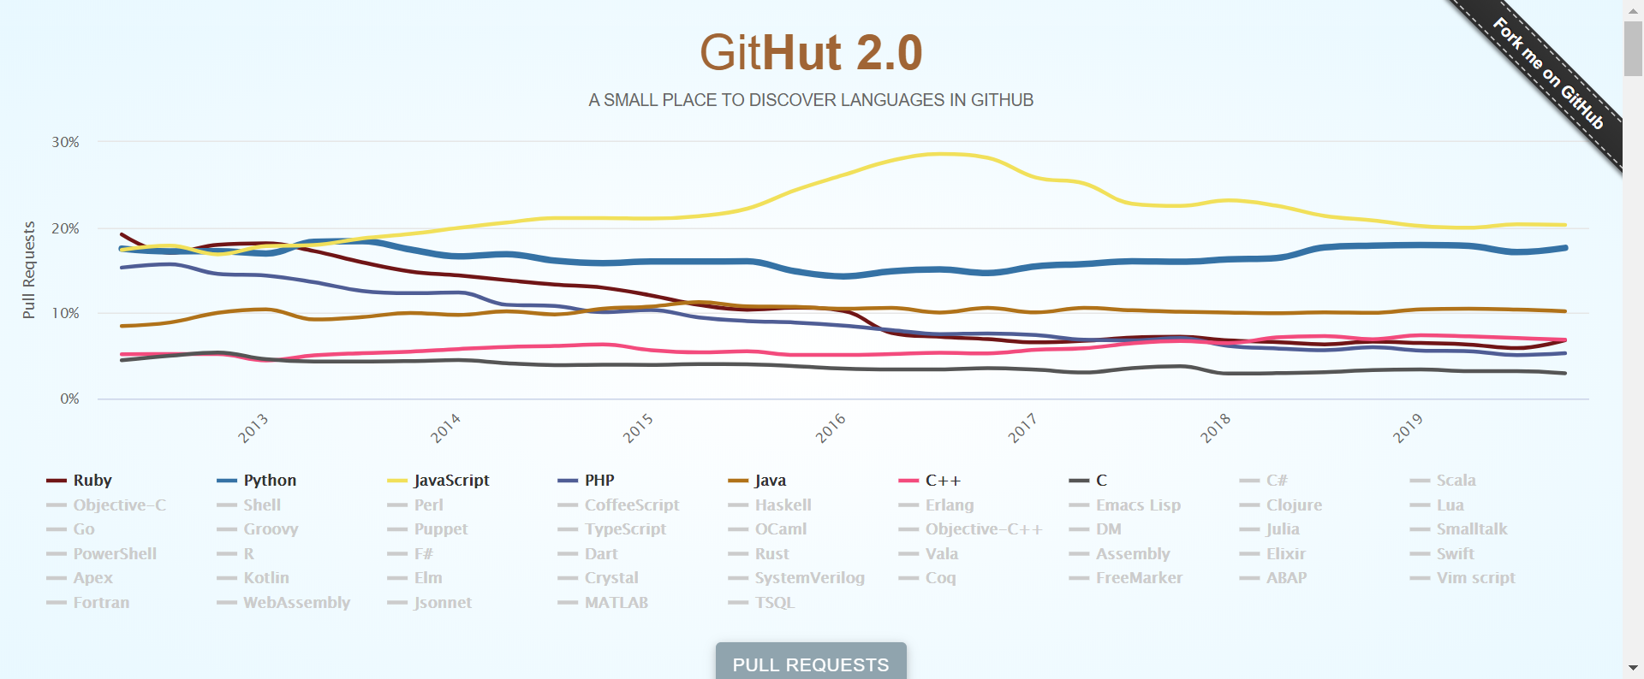 GitHut 2.0
Fork me on GitHub
A SMALL PLACE TO DISCOVER LANGUAGES IN GITHUB
30%
20%
10%
0%
Pull Requests
2013 2014 2015 2016 2017 2018 2019
Ruby Python JavaScript PHP Java C++ C C# Scala
Objective-C Shell Perl CoffeeScript Haskell Erlang Emacs Lisp Clojure Lua
Go Groovy Puppet TypeScript OCaml Objective-C++ DM Julia Smalltalk
PowerShell R F# Dart Rust Vala Assembly Elixir Swift
Apex Kotlin Elm Crystal SystemVerilog Coq FreeMarker ABAP Vim script
Fortran WebAssembly Jsonnet MATLAB TSQL
PULL REQUESTS